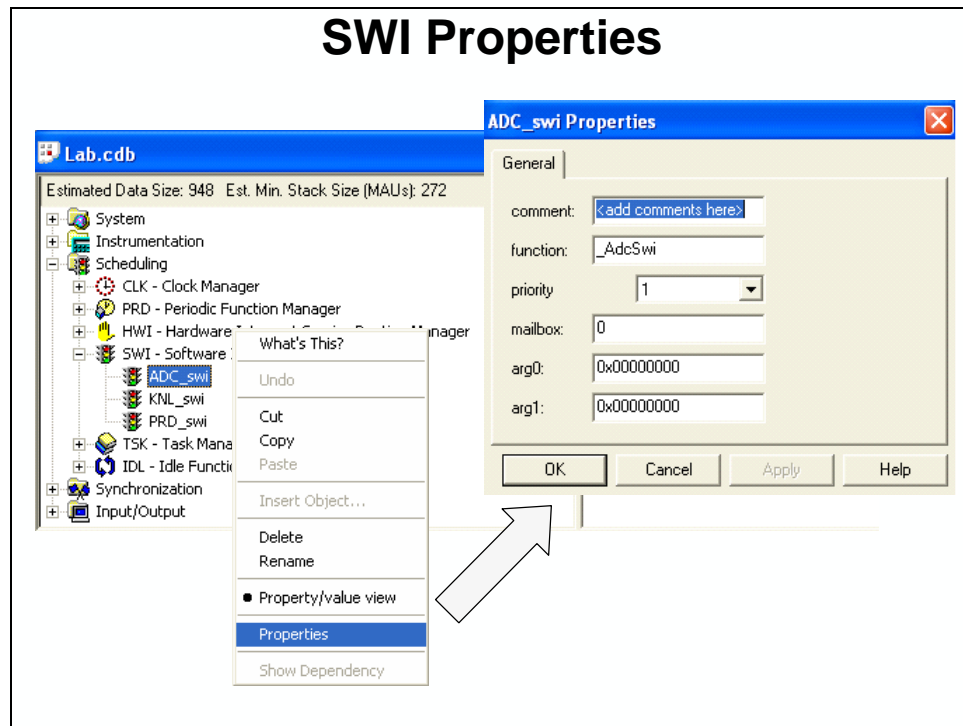 SWI Properties
Lab.cdb
Estimated Data Size: 948 Est. Min. Stack Size (MAUs): 272
System
Instrumentation
Scheduling
CLK - Clock Manager
PRD - Periodic Function Manager
HWI - Hardware
SWI - Software
ADC_swi
KNL_swi
PRD_swi
TSK - Task Mana
IDL - Idle Functi
Synchronization
Input/Output
What's This?
Undo
Cut
Copy
Paste
Insert Object...
Delete
Rename
Property/value view
Properties
Show Dependency
ADC_swi Properties
General
comment: <add comments here>
function: _AdcSwi
priority 1
mailbox: 0
arg0: 0x00000000
arg1: 0x00000000
OK Cancel Apply Help